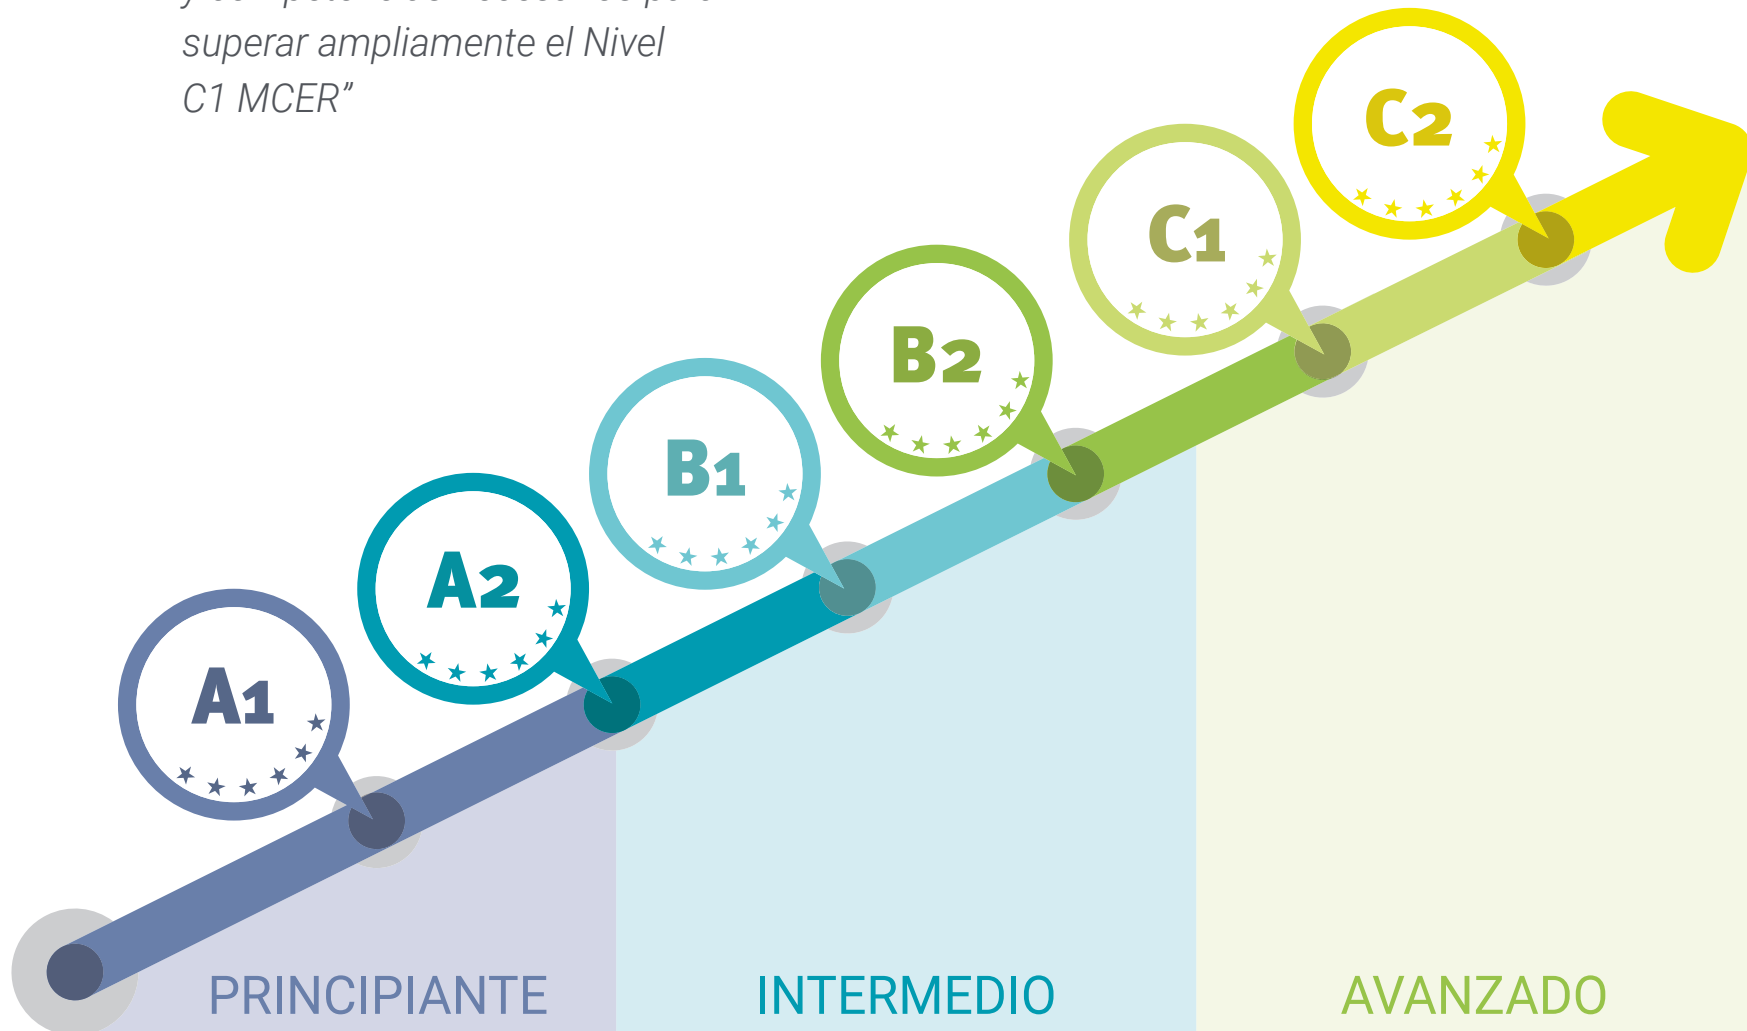 superar ampliamente el Nivel
C1 MCER”
C2
C1
B2
B1
A2
A1
PRINCIPIANTE
INTERMEDIO
AVANZADO